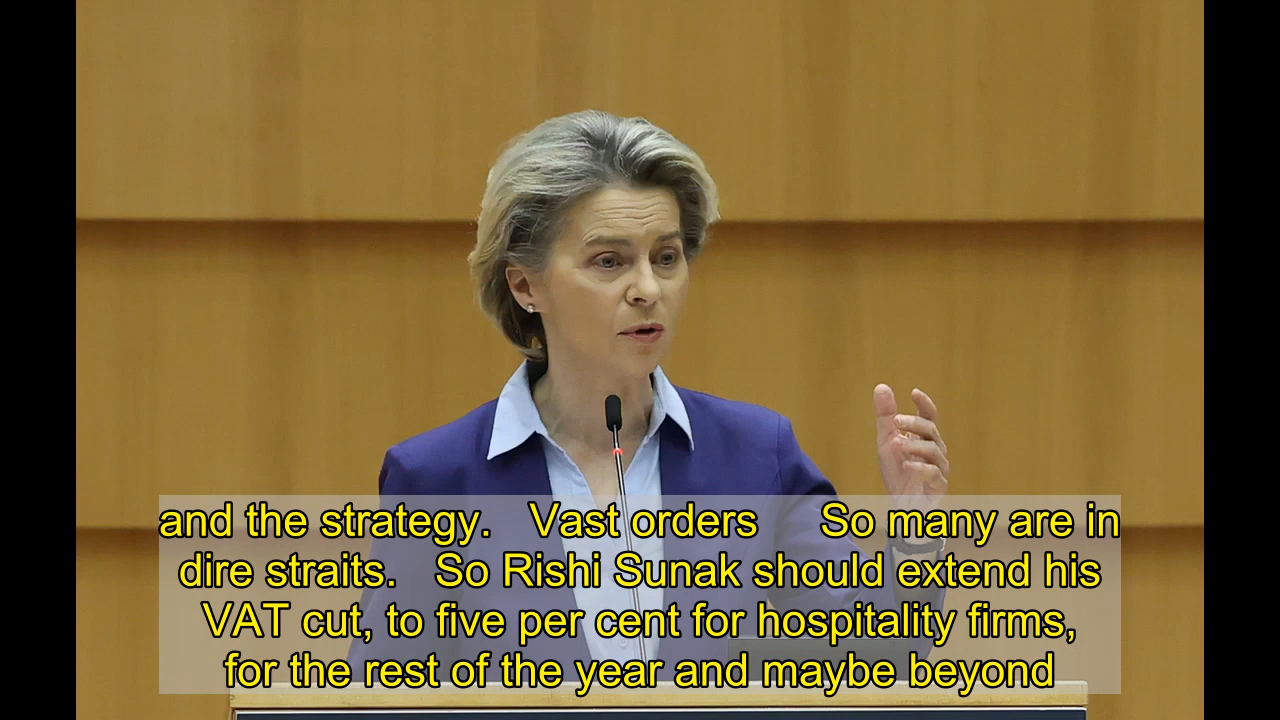 and the strategy.   Vast orders     So many are in
dire straits.   So Rishi Sunak should extend his
VAT cut, to five per cent for hospitality firms,
for the rest of the year and maybe beyond